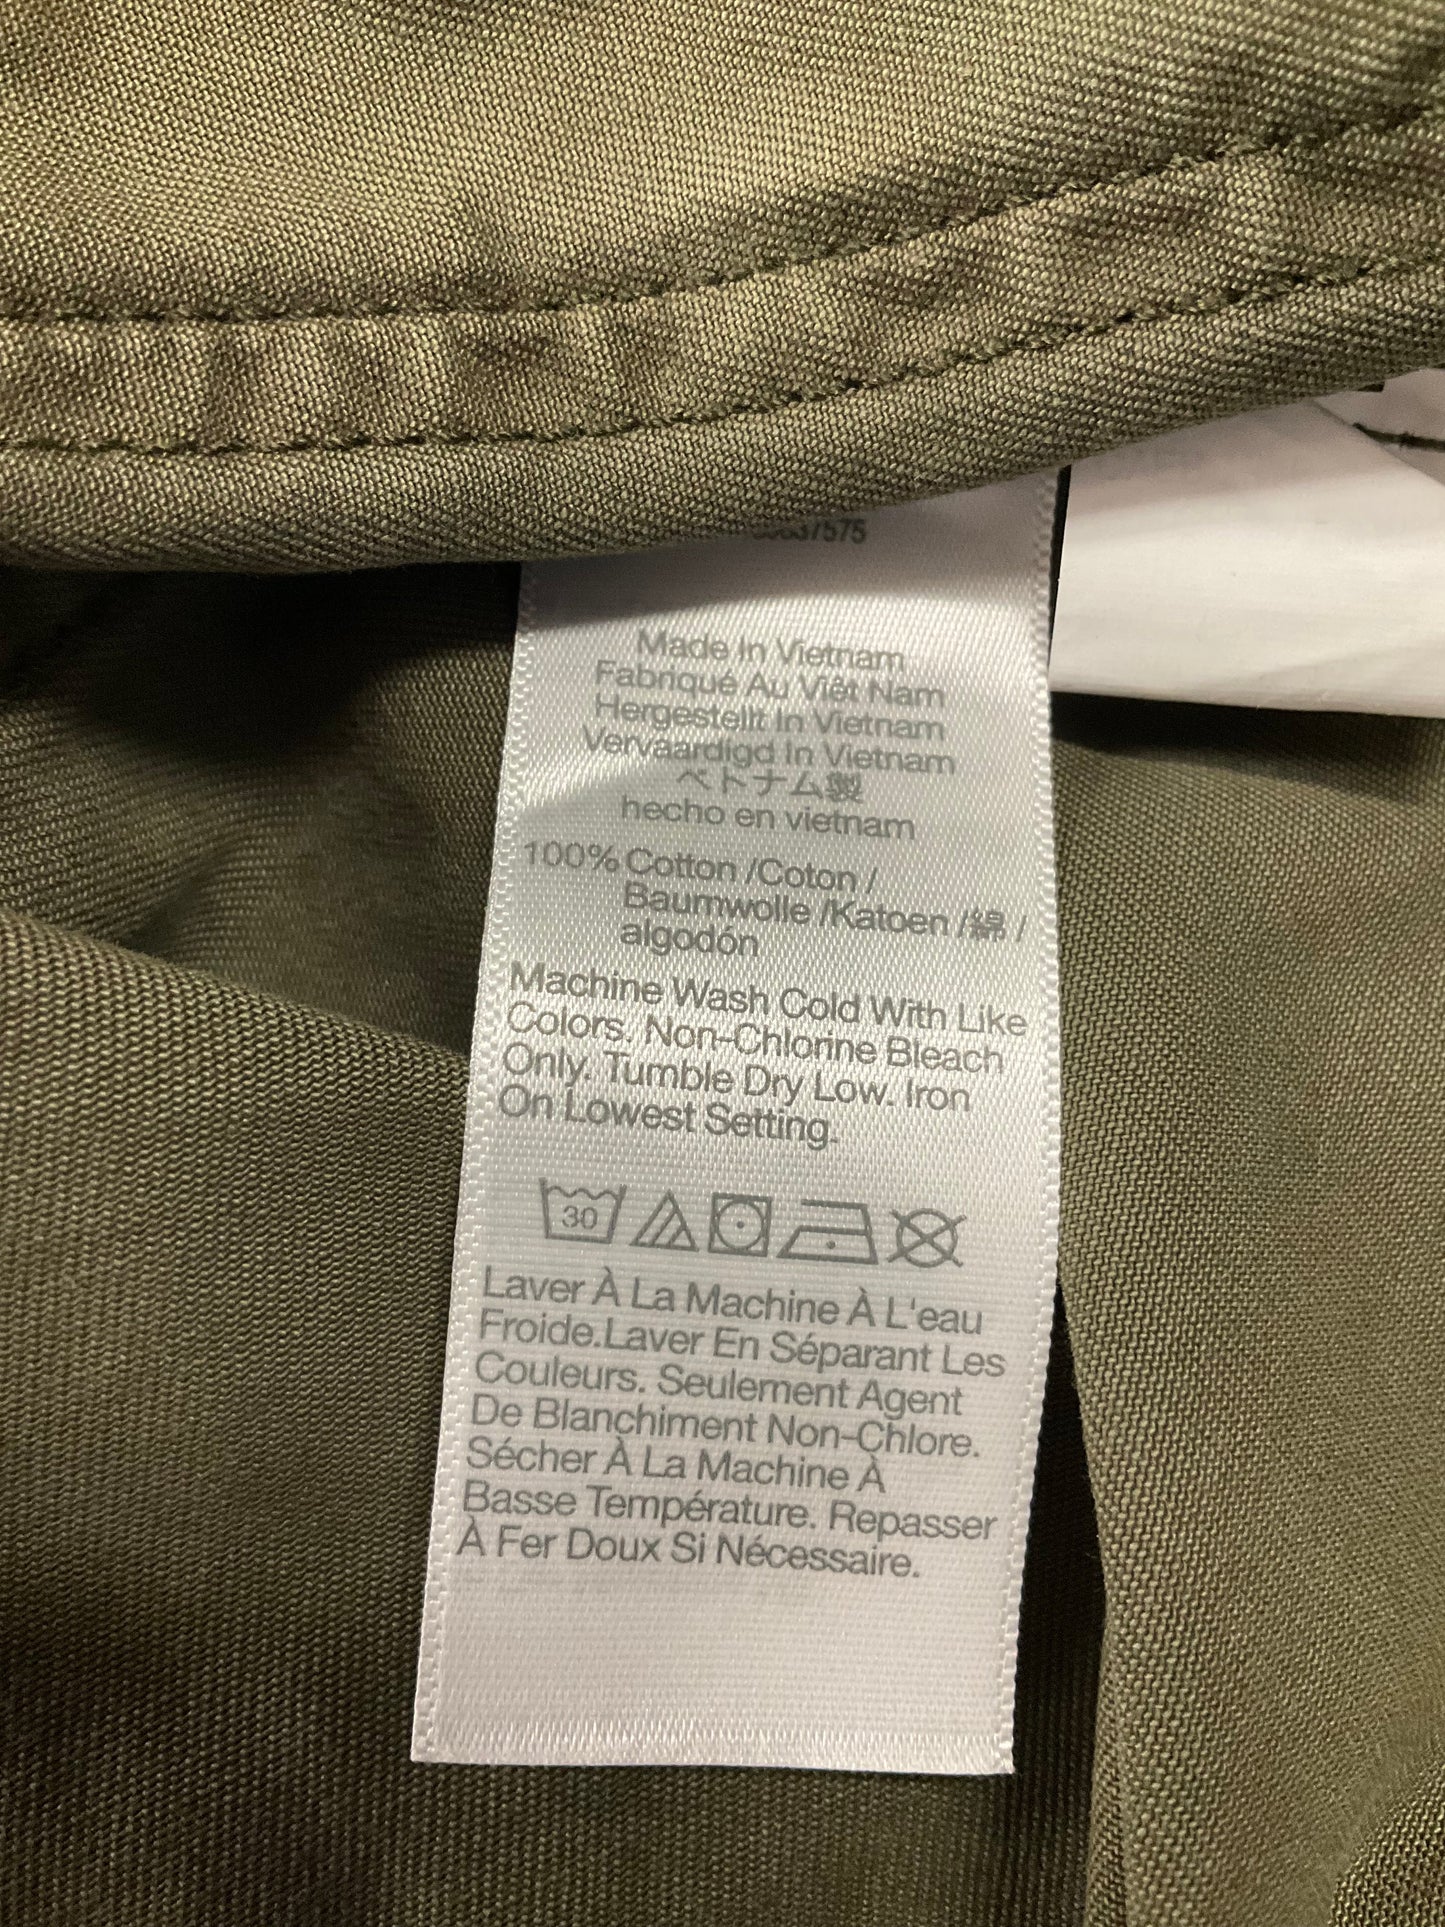 Made In Vietnam
Fabriqué Au Viêt Nam
Hergestellt In Vietnam
Vervaardigd In Vietnam
ベトナム製
hecho en vietnam
100% Cotton /Coton /
Baumwolle /Katoen /綿 /
algodón
Machine Wash Cold With Like
Colors. Non-Chlorine Bleach
Only. Tumble Dry Low. Iron
On Lowest Setting.
30
Laver À La Machine À L'eau
Froide.Laver En Séparant Les
Couleurs. Seulement Agent
De Blanchiment Non-Chlore.
Sécher À La Machine À
Basse Température. Repasser
À Fer Doux Si Nécessaire.